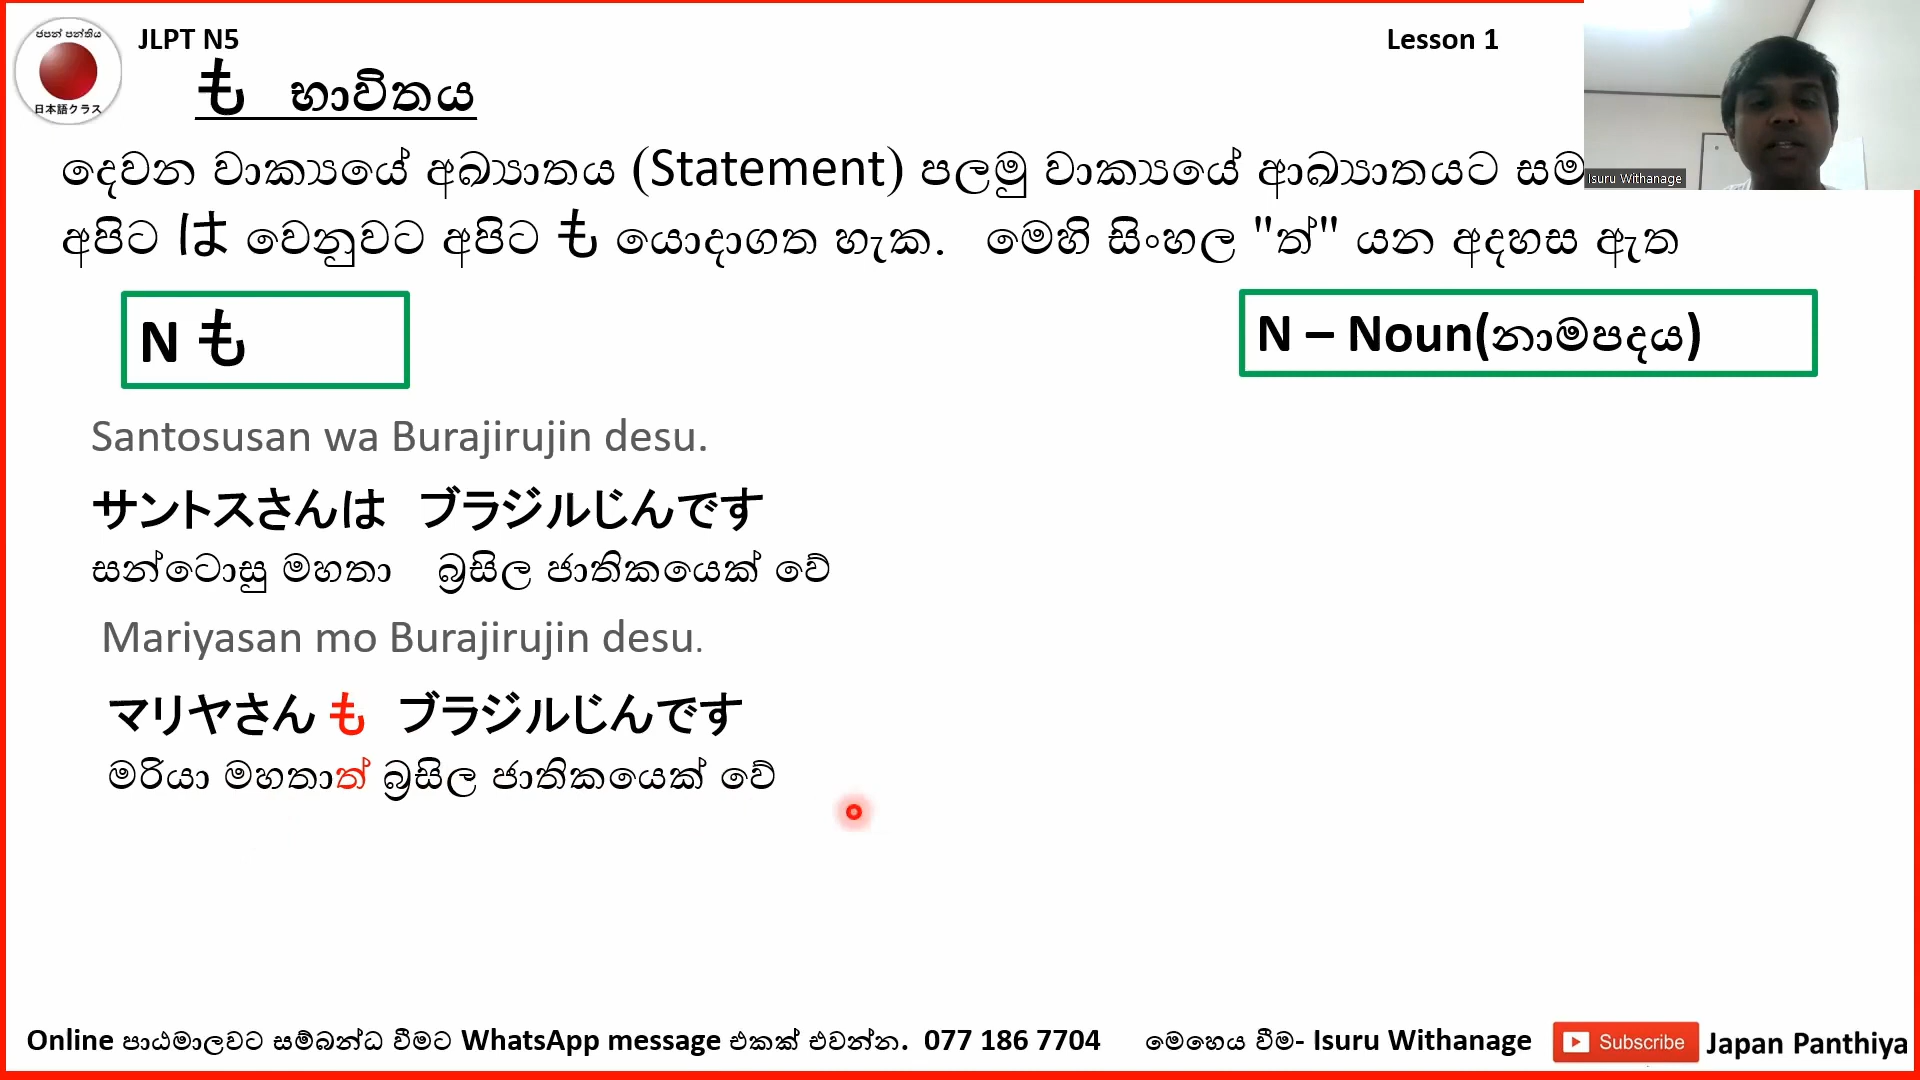 ජපන් පන්තිය
日本語クラス
JLPT N5
Lesson 1
も භාවිතය
දෙවන වාක්‍යයේ අඛ්‍යාතය (Statement) පලමු වාක්‍යයේ ආඛ්‍යාතයට සම
අපිට は වෙනුවට අපිට も යොදාගත හැක. මෙහි සිංහල "ත්" යන අදහස ඇත
Isuru Withanage
N も
N – Noun(නාමපදය)
Santosusan wa Burajirujin desu.
サントスさんは ブラジルじんです
සන්ටොසු මහතා බ්‍රසිල ජාතිකයෙක් වේ
Mariyasan mo Burajirujin desu.
マリヤさん も ブラジルじんです
මරියා මහතාත් බ්‍රසිල ජාතිකයෙක් වේ
Online පාඨමාලවට සම්බන්ධ වීමට WhatsApp message එකක් එවන්න. 077 186 7704 මෙහෙය වීම- Isuru Withanage Subscribe Japan Panthiya